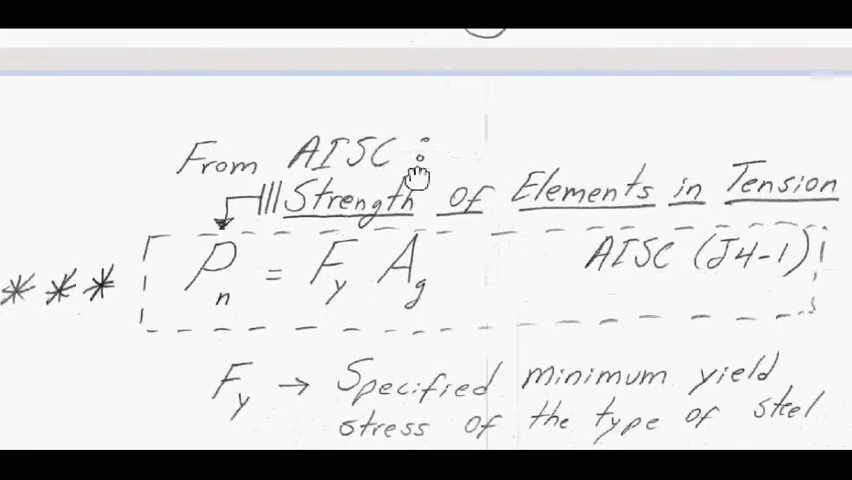 From AISC :
Strength of Elements in Tension
*** Pn = Fy Ag AISC (J4-1)
Fy → Specified minimum yield
stress of the type of steel